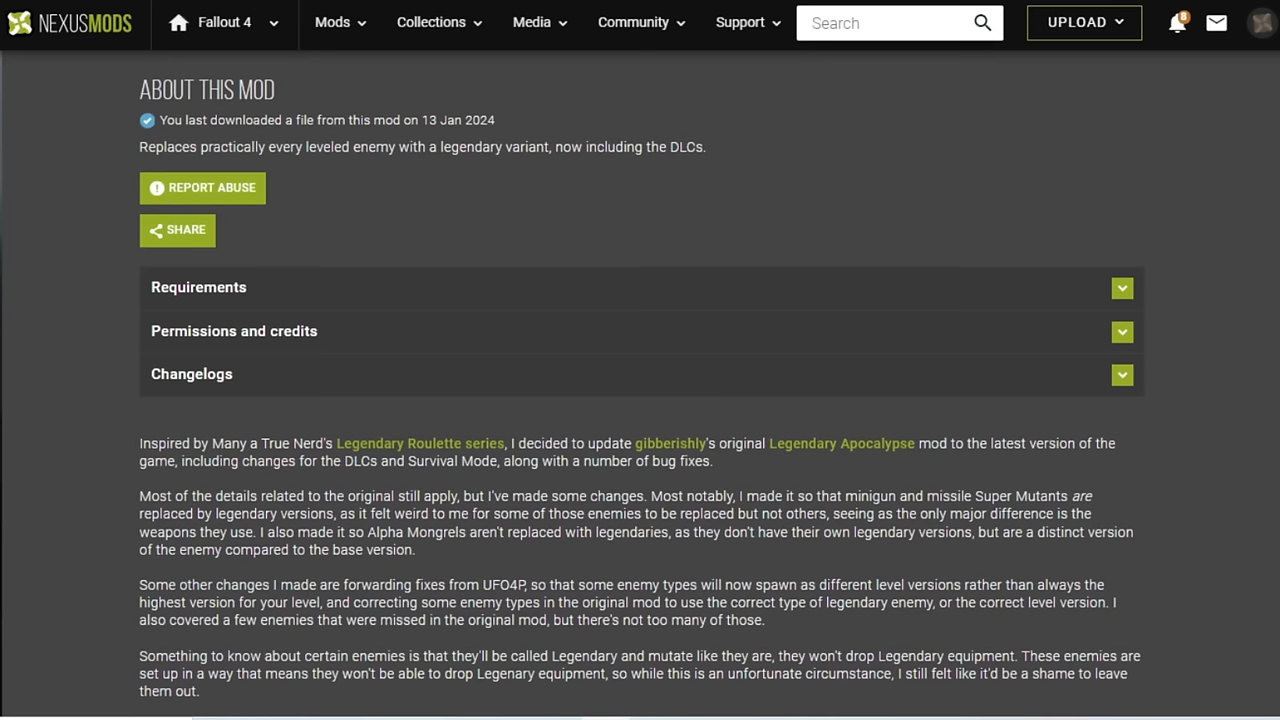 NEXUSMODS Fallout 4 Mods Collections Media Community Support Search UPLOAD 8
ABOUT THIS MOD
You last downloaded a file from this mod on 13 Jan 2024
Replaces practically every leveled enemy with a legendary variant, now including the DLCs.
REPORT ABUSE
SHARE
Requirements
Permissions and credits
Changelogs
Inspired by Many a True Nerd's Legendary Roulette series, I decided to update gibberishly's original Legendary Apocalypse mod to the latest version of the
game, including changes for the DLCs and Survival Mode, along with a number of bug fixes.
Most of the details related to the original still apply, but I've made some changes. Most notably, I made it so that minigun and missile Super Mutants are
replaced by legendary versions, as it felt weird to me for some of those enemies to be replaced but not others, seeing as the only major difference is the
weapons they use. I also made it so Alpha Mongrels aren't replaced with legendaries, as they don't have their own legendary versions, but are a distinct version
of the enemy compared to the base version.
Some other changes I made are forwarding fixes from UFO4P, so that some enemy types will now spawn as different level versions rather than always the
highest version for your level, and correcting some enemy types in the original mod to use the correct type of legendary enemy, or the correct level version. I
also covered a few enemies that were missed in the original mod, but there's not too many of those.
Something to know about certain enemies is that they'll be called Legendary and mutate like they are, they won't drop Legendary equipment. These enemies are
set up in a way that means they won't be able to drop Legenary equipment, so while this is an unfortunate circumstance, I still felt like it'd be a shame to leave
them out.